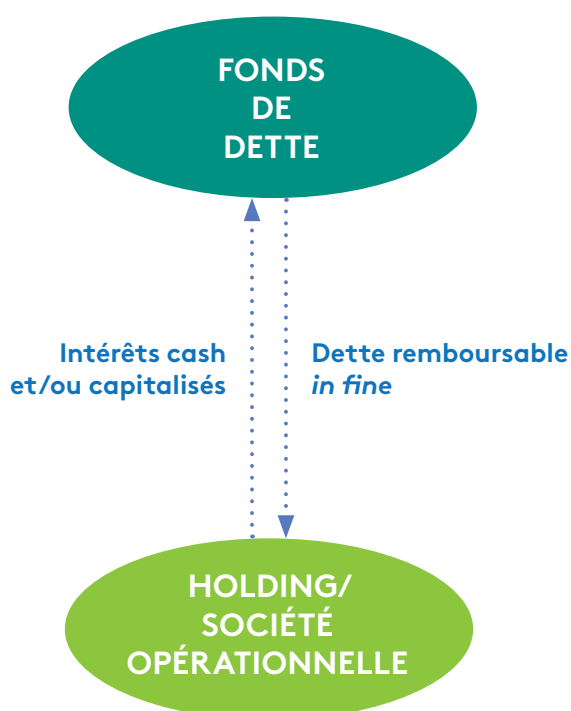 FONDS
DE
DETTE
Intérêts cash
et/ou capitalisés
Dette remboursable
in fine
HOLDING/
SOCIÉTÉ
OPÉRATIONNELLE